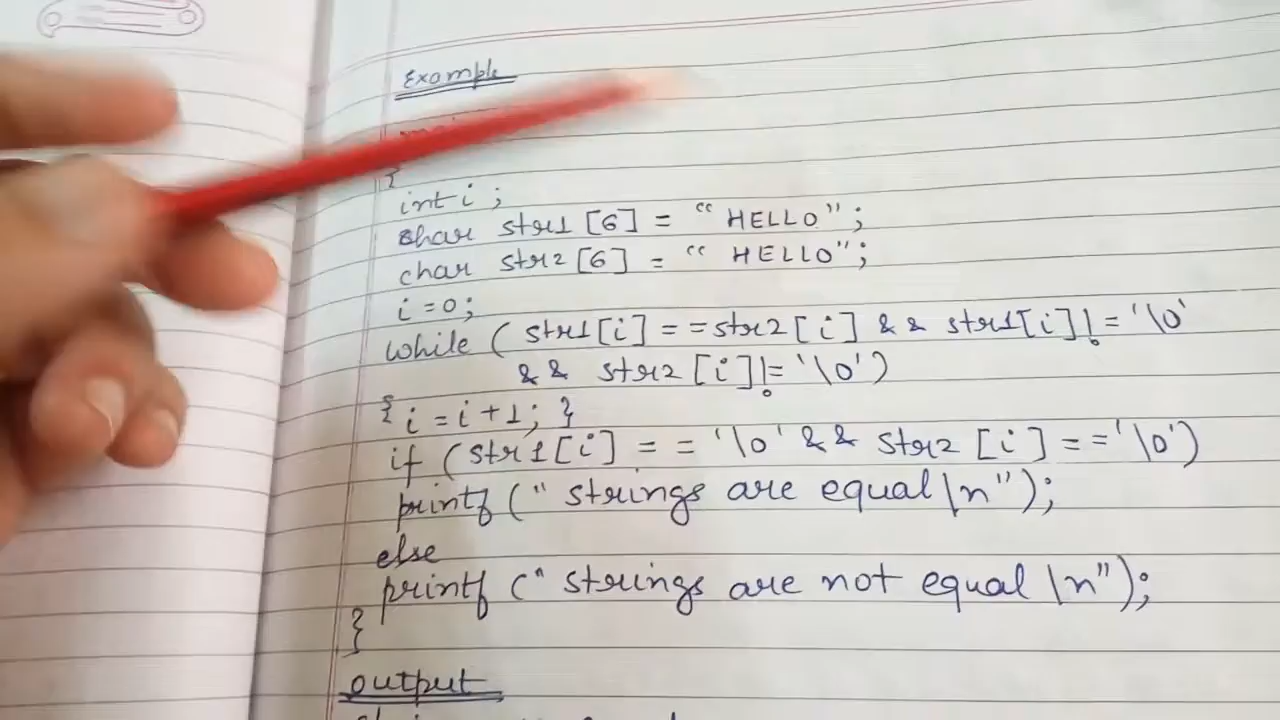 Example
{
int i ;
char str1 [6] = " HELLO" ;
char str2 [6] = " HELLO";
i = 0;
while ( str1[i] = = str2 [i] & & str1[i] != '\0'
& & str2 [i] != '\0')
{ i = i + 1; }
if (str1[i] = = '\0' & & str2 [i] = = '\0')
printf (" strings are equal \n");
else
printf (" strings are not equal \n");
}
output